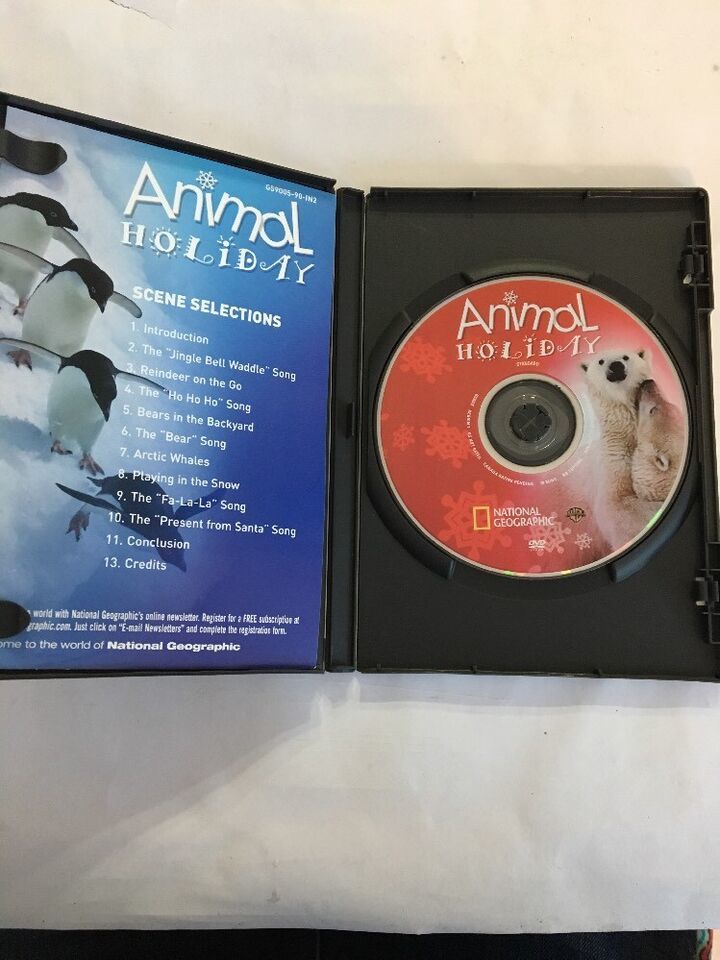 Animal
G59005-90-IN2
HOLiDAY
SCENE SELECTIONS
1. Introduction
2. The "Jingle Bell Waddle" Song
3. Reindeer on the Go
4. The "Ho Ho Ho" Song
5. Bears in the Backyard
6. The "Bear" Song
7. Arctic Whales
8. Playing in the Snow
9. The "Fa-La-La" Song
10. The "Present from Santa" Song
11. Conclusion
13. Credits
world with National Geographic's online newsletter. Register for a FREE subscription at
graphic.com. Just click on "E-mail Newsletters" and complete the registration form.
ome to the world of National Geographic
Animal
HOLiDAY
NATIONAL
GEOGRAPHIC
DVD